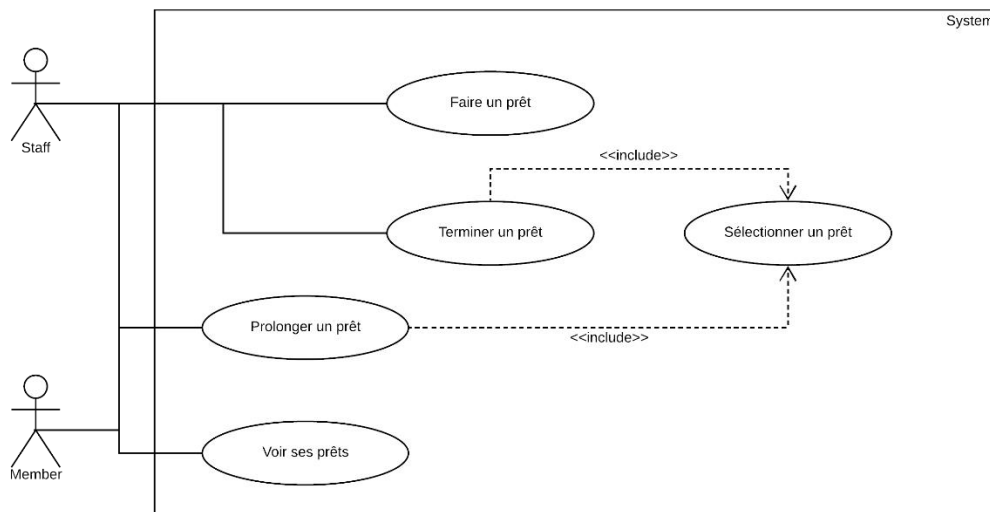 System
Faire un prêt
Staff
<<include>>
Terminer un prêt
Sélectionner un prêt
Prolonger un prêt
<<include>>
Voir ses prêts
Member